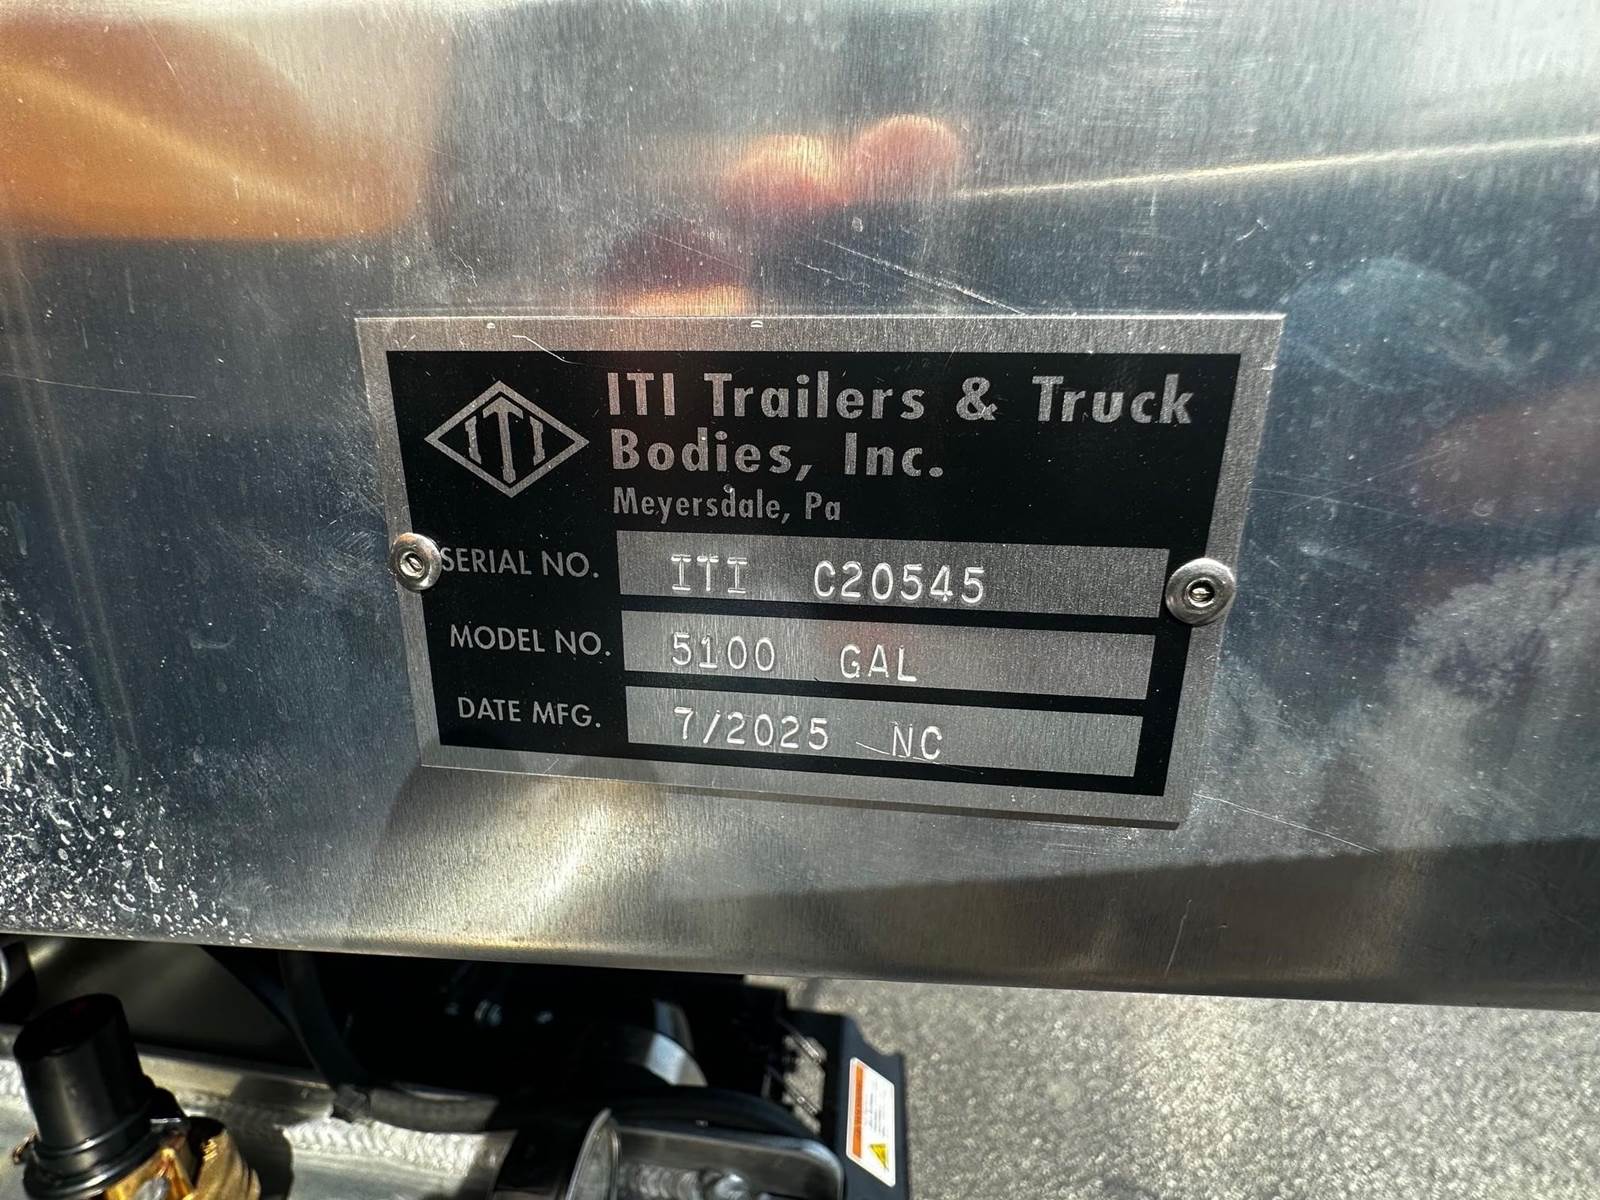 ITI
ITI Trailers & Truck
Bodies, Inc.
Meyersdale, Pa
SERIAL NO. ITI C20545
MODEL NO. 5100 GAL
DATE MFG. 7/2025 NC